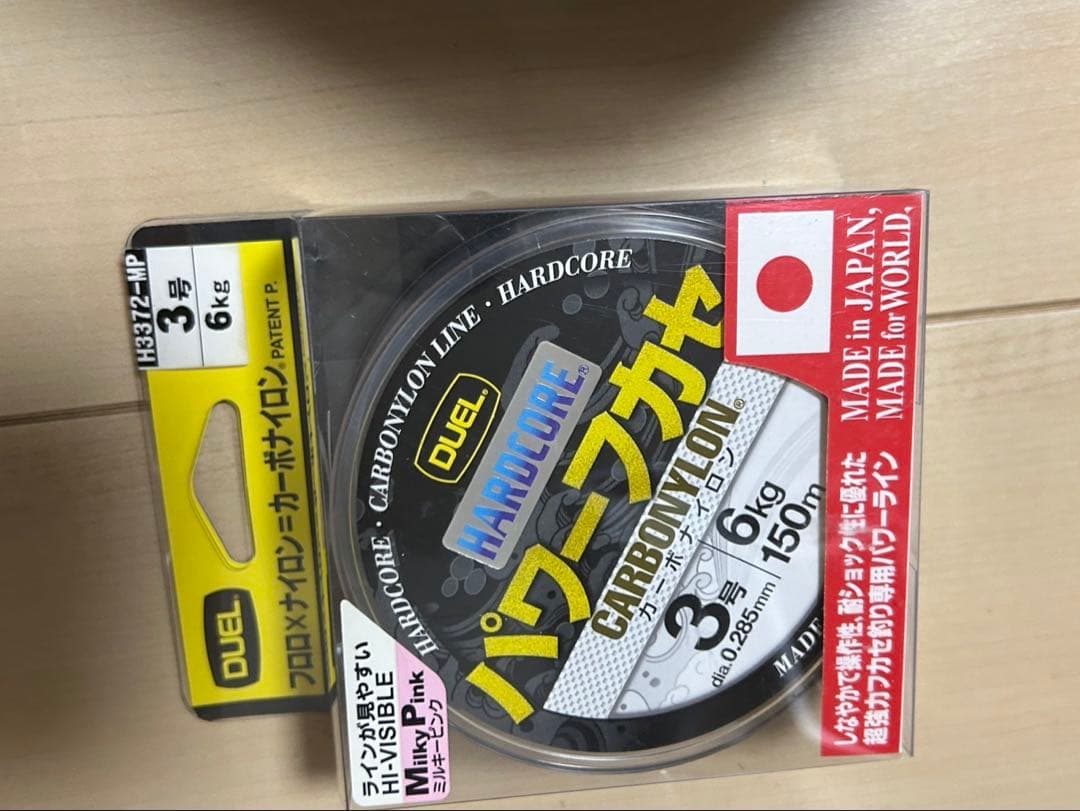 H3372-MP
3号
6kg
DUEL®
フロロ×ナイロン=カーボナイロン® PATENT P.
ラインが見やすい
HI-VISIBLE
Milky Pink
ミルキーピンク
HARDCORE・CARBONYLON LINE・HARDCORE
DUEL®
HARDCORE®
パワーフカセ
CARBONYLON®
カーボナイロン
3号
6kg
dia.0.285mm
150m
MADE
MADE in JAPAN,
MADE for WORLD.
しなやかで操作性、耐ショック性に優れた
超強力フカセ釣り専用パワーライン